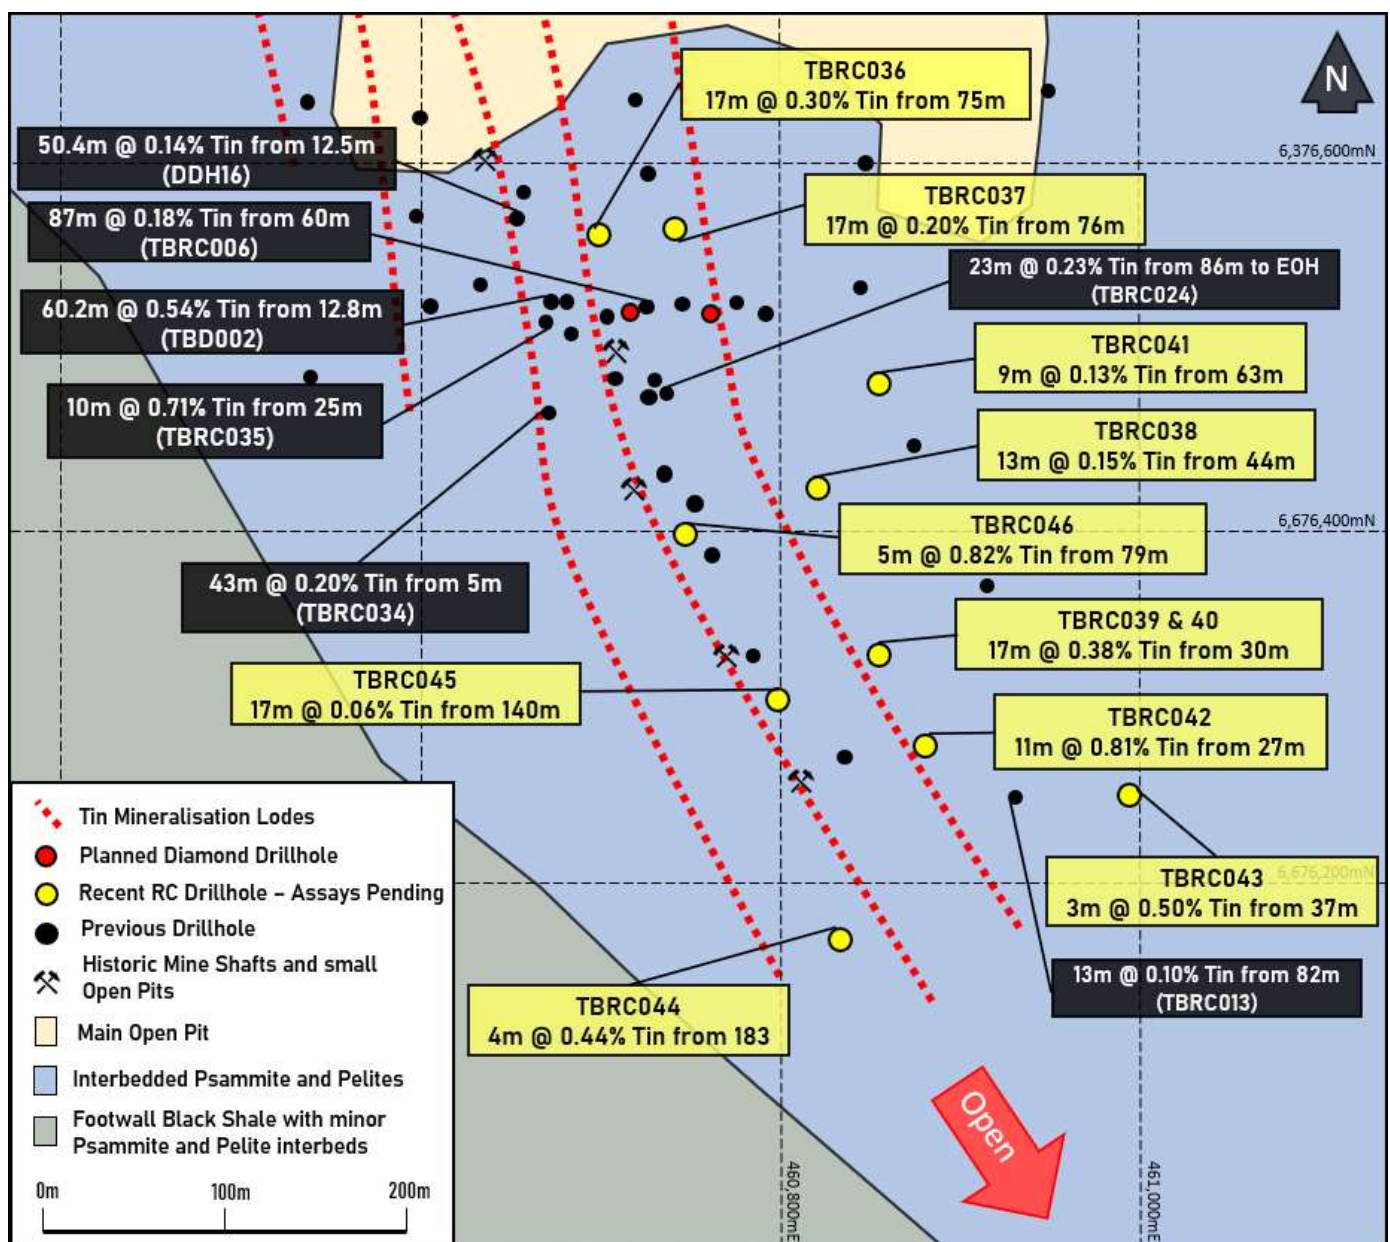 N
TBRC036
17m @ 0.30% Tin from 75m
6,376,600mN
50.4m @ 0.14% Tin from 12.5m
(DDH16)
TBRC037
17m @ 0.20% Tin from 76m
87m @ 0.18% Tin from 60m
(TBRC006)
23m @ 0.23% Tin from 86m to EOH
(TBRC024)
60.2m @ 0.54% Tin from 12.8m
(TBD002)
TBRC041
9m @ 0.13% Tin from 63m
10m @ 0.71% Tin from 25m
(TBRC035)
TBRC038
13m @ 0.15% Tin from 44m
6,676,400mN
TBRC046
5m @ 0.82% Tin from 79m
43m @ 0.20% Tin from 5m
(TBRC034)
TBRC039 & 40
17m @ 0.38% Tin from 30m
TBRC045
17m @ 0.06% Tin from 140m
TBRC042
11m @ 0.81% Tin from 27m
TBRC043
3m @ 0.50% Tin from 37m
6,676,200mN
13m @ 0.10% Tin from 82m
(TBRC013)
TBRC044
4m @ 0.44% Tin from 183
Open
460,800mE
461,000mE
Tin Mineralisation Lodes
Planned Diamond Drillhole
Recent RC Drillhole – Assays Pending
Previous Drillhole
Historic Mine Shafts and small
Open Pits
Main Open Pit
Interbedded Psammite and Pelites
Footwall Black Shale with minor
Psammite and Pelite interbeds
0m 100m 200m